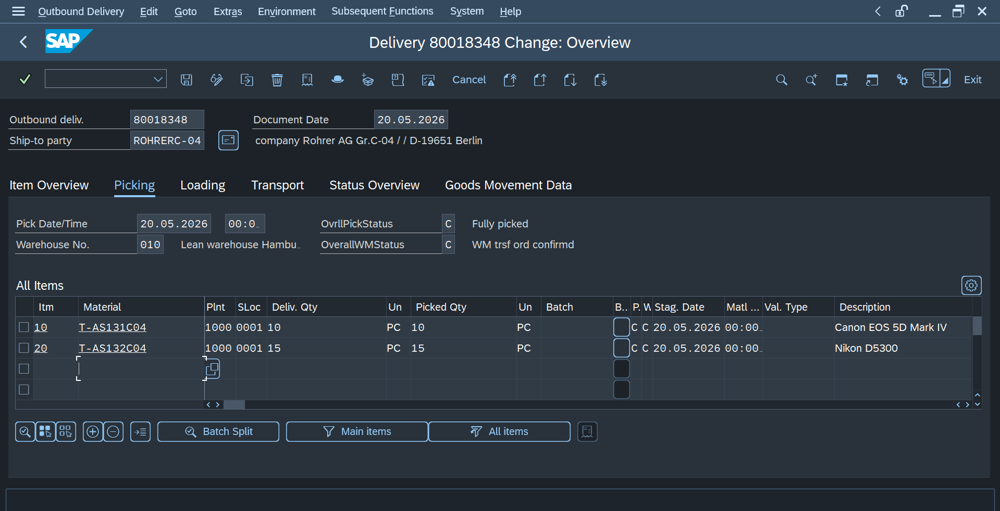 Outbound Delivery Edit Goto Extras Environment Subsequent Functions System Help
SAP Delivery 80018348 Change: Overview
Cancel Exit
Outbound deliv. 80018348 Document Date 20.05.2026
Ship-to party ROHRERC-04 company Rohrer AG Gr.C-04 / / D-19651 Berlin
Item Overview Picking Loading Transport Status Overview Goods Movement Data
Pick Date/Time 20.05.2026 00:0… OvrllPickStatus C Fully picked
Warehouse No. 010 Lean warehouse Hambu… OverallWMStatus C WM trsf ord confirmd
All Items
Itm Material Plnt SLoc Deliv. Qty Un Picked Qty Un Batch B... P. W Stag. Date Matl ... Val. Type Description
10 T-AS131C04 1000 0001 10 PC 10 PC C C 20.05.2026 00:00… Canon EOS 5D Mark IV
20 T-AS132C04 1000 0001 15 PC 15 PC C C 20.05.2026 00:00… Nikon D5300
Batch Split Main items All items